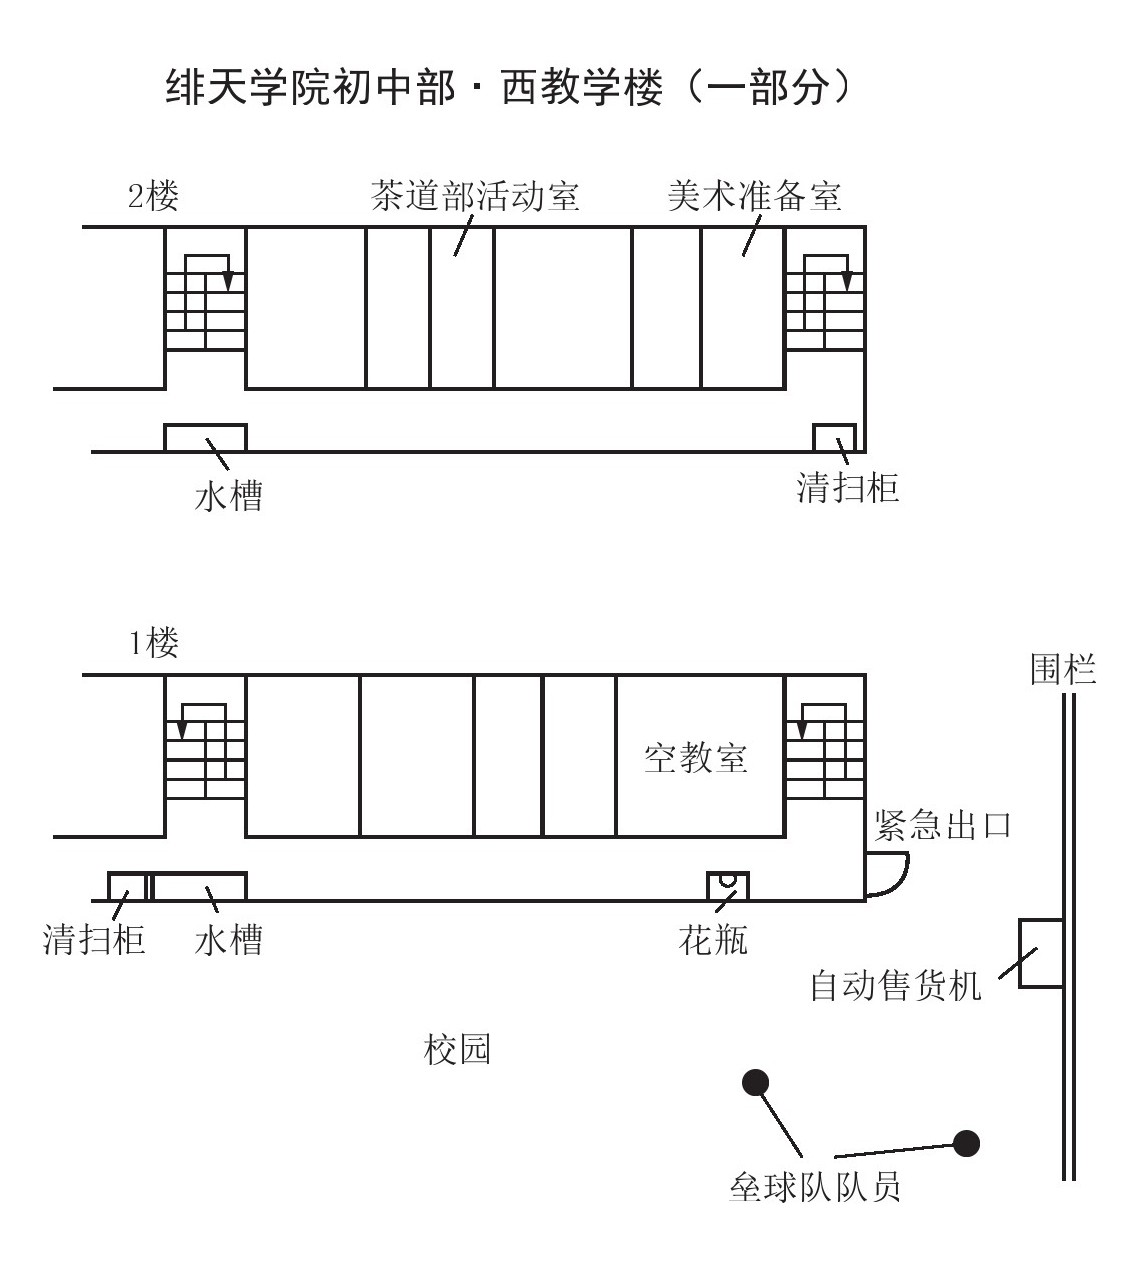 绯天学院初中部·西教学楼（一部分）
2楼
茶道部活动室
美术准备室
水槽
清扫柜
1楼
围栏
空教室
紧急出口
清扫柜
水槽
花瓶
自动售货机
校园
垒球队队员